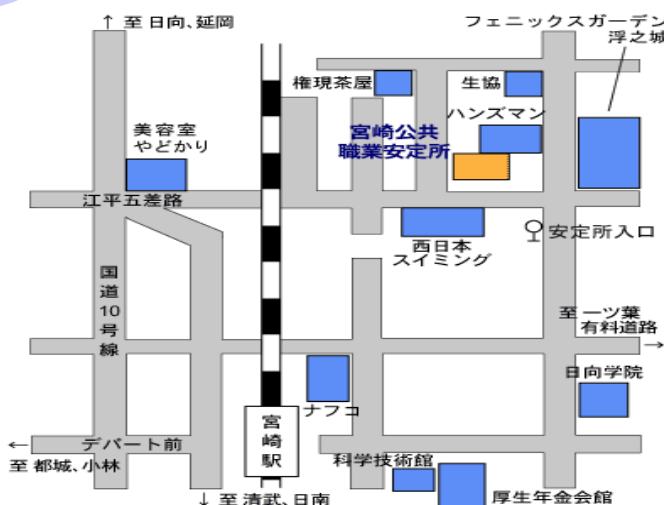 ↑ 至 日向、延岡
フェニックスガーデン
浮之城
権現茶屋
生協
ハンズマン
美容室
やどかり
宮崎公共
職業安定所
江平五差路
安定所入口
西日本
スイミング
国道10号線
至 一ツ葉
有料道路
→
日向学院
ナフコ
宮崎駅
デパート前
←
至 都城、小林
科学技術館
厚生年金会館
↓ 至 清武、日南